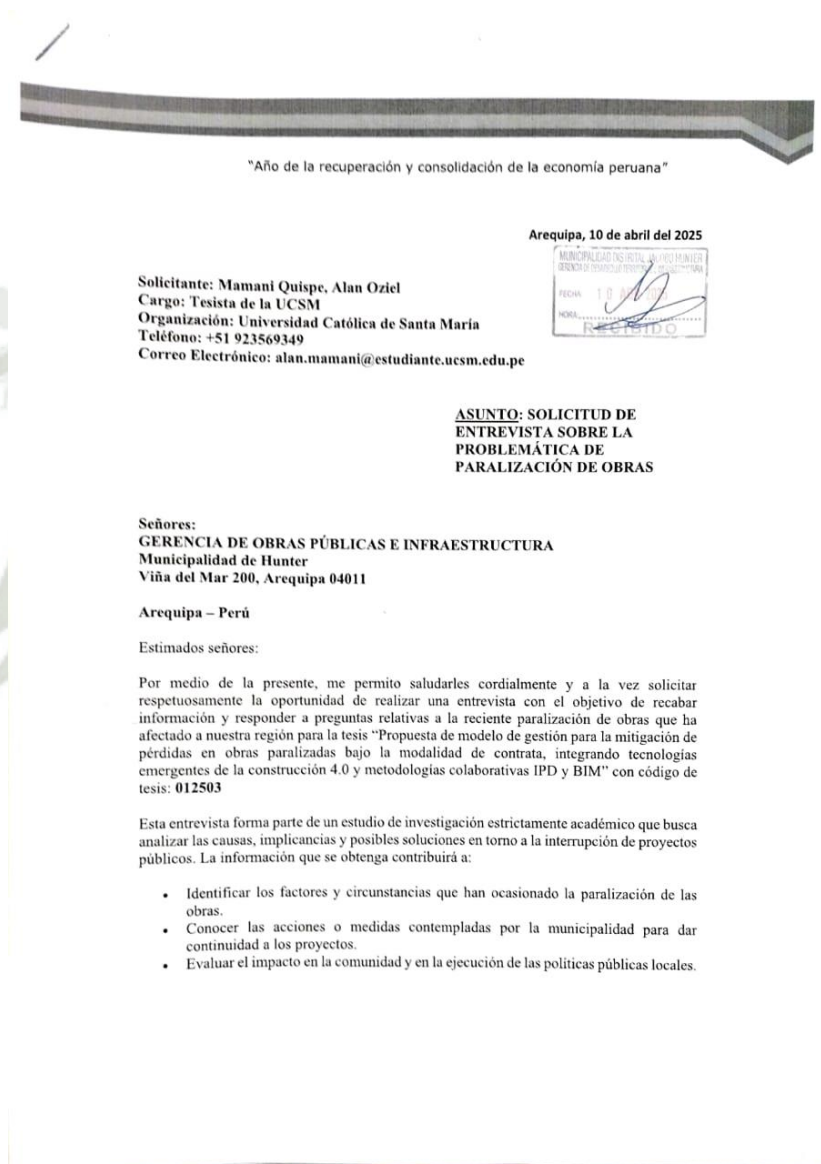 “Año de la recuperación y consolidación de la economía peruana”
Arequipa, 10 de abril del 2025
MUNICIPALIDAD DISTRITAL JACOBO HUNTER
GERENCIA DE DESARROLLO
FECHA 10
HORA
RECIBIDO
Solicitante: Mamani Quispe, Alan Oziel
Cargo: Tesista de la UCSM
Organización: Universidad Católica de Santa María
Teléfono: +51 923569349
Correo Electrónico: alan.mamani@estudiante.ucsm.edu.pe
ASUNTO: SOLICITUD DE
ENTREVISTA SOBRE LA
PROBLEMÁTICA DE
PARALIZACIÓN DE OBRAS
Señores:
GERENCIA DE OBRAS PÚBLICAS E INFRAESTRUCTURA
Municipalidad de Hunter
Viña del Mar 200, Arequipa 04011
Arequipa – Perú
Estimados señores:
Por medio de la presente, me permito saludarles cordialmente y a la vez solicitar
respetuosamente la oportunidad de realizar una entrevista con el objetivo de recabar
información y responder a preguntas relativas a la reciente paralización de obras que ha
afectado a nuestra región para la tesis “Propuesta de modelo de gestión para la mitigación de
pérdidas en obras paralizadas bajo la modalidad de contrata, integrando tecnologías
emergentes de la construcción 4.0 y metodologías colaborativas IPD y BIM” con código de
tesis: 012503
Esta entrevista forma parte de un estudio de investigación estrictamente académico que busca
analizar las causas, implicancias y posibles soluciones en torno a la interrupción de proyectos
públicos. La información que se obtenga contribuirá a:
• Identificar los factores y circunstancias que han ocasionado la paralización de las
obras.
• Conocer las acciones o medidas contempladas por la municipalidad para dar
continuidad a los proyectos.
• Evaluar el impacto en la comunidad y en la ejecución de las políticas públicas locales.